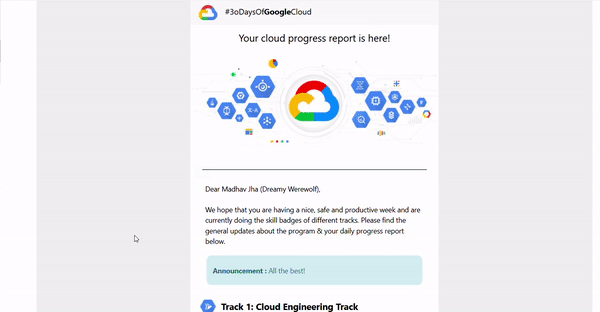 #3oDaysOfGoogleCloud
Your cloud progress report is here!
Dear Madhav Jha (Dreamy Werewolf),
We hope that you are having a nice, safe and productive week and are
currently doing the skill badges of different tracks. Please find the
general updates about the program & your daily progress report
below.
Announcement : All the best!
Track 1: Cloud Engineering Track